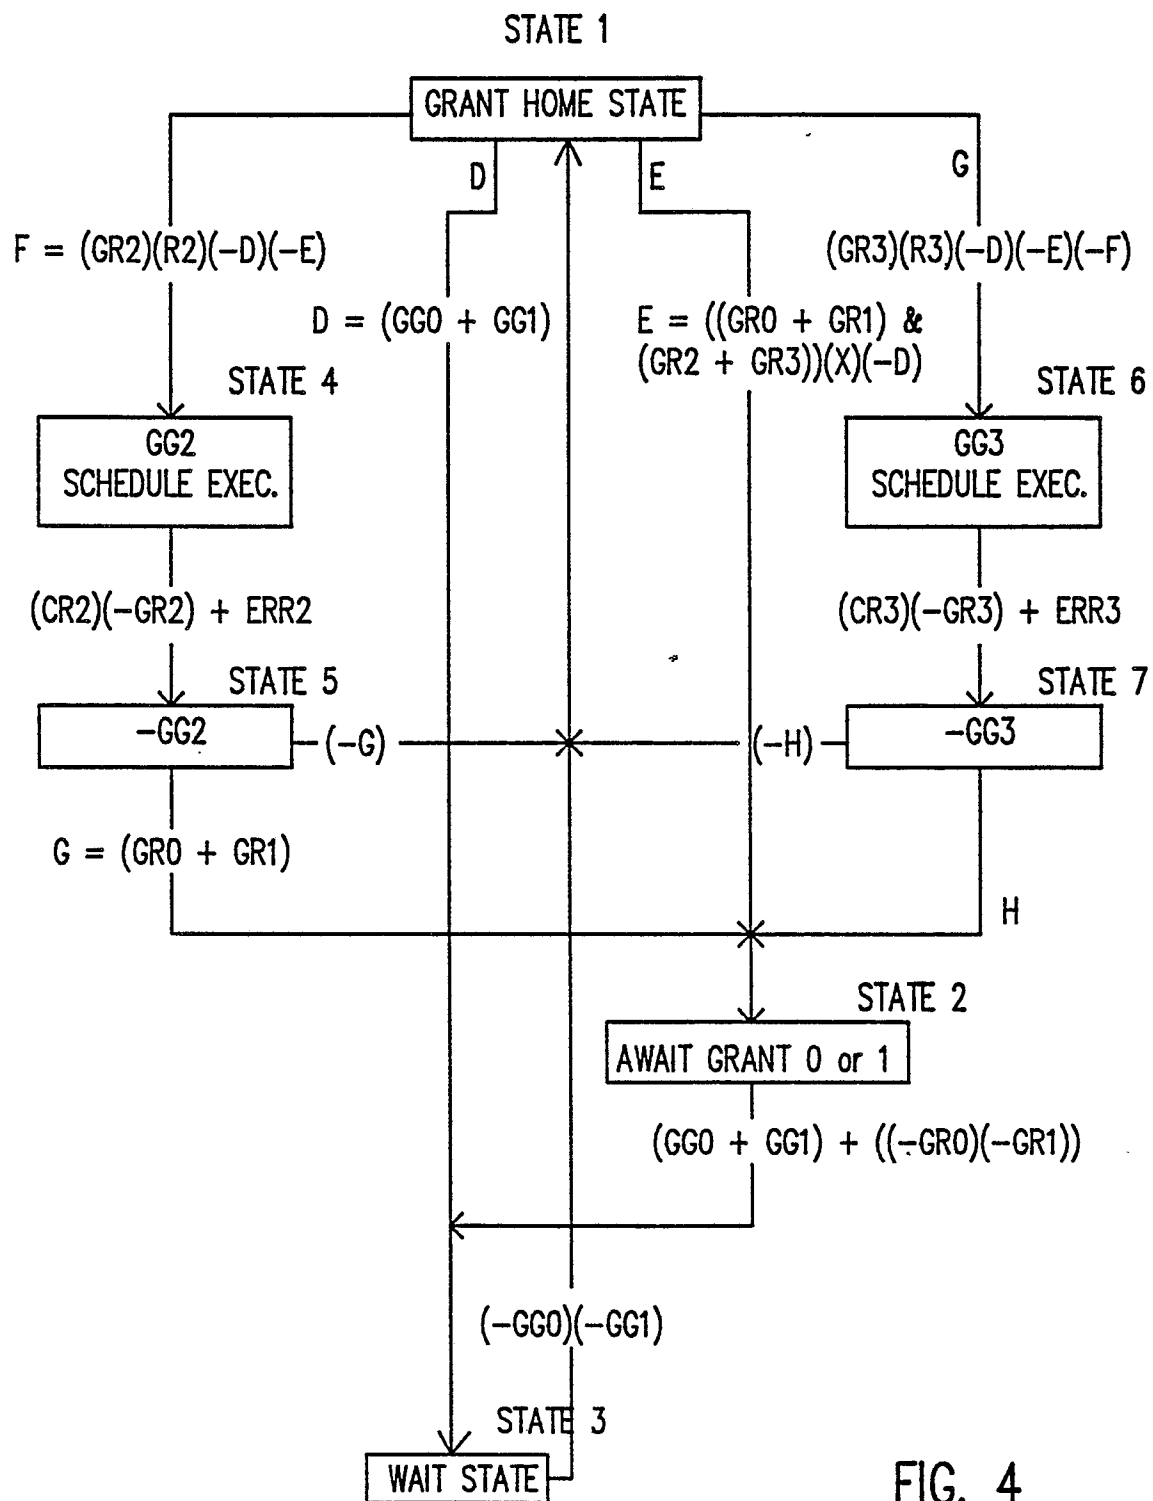 STATE 1
GRANT HOME STATE
D
E
G
F = (GR2)(R2)(-D)(-E)
(GR3)(R3)(-D)(-E)(-F)
D = (GG0 + GG1)
E = ((GR0 + GR1) &
(GR2 + GR3))(X)(-D)
STATE 4
STATE 6
GG2
SCHEDULE EXEC.
GG3
SCHEDULE EXEC.
(CR2)(-GR2) + ERR2
(CR3)(-GR3) + ERR3
STATE 5
STATE 7
-GG2
(-G)
(-H)
-GG3
G = (GR0 + GR1)
H
STATE 2
AWAIT GRANT 0 or 1
(GG0 + GG1) + ((-GR0)(-GR1))
(-GG0)(-GG1)
STATE 3
WAIT STATE
FIG. 4